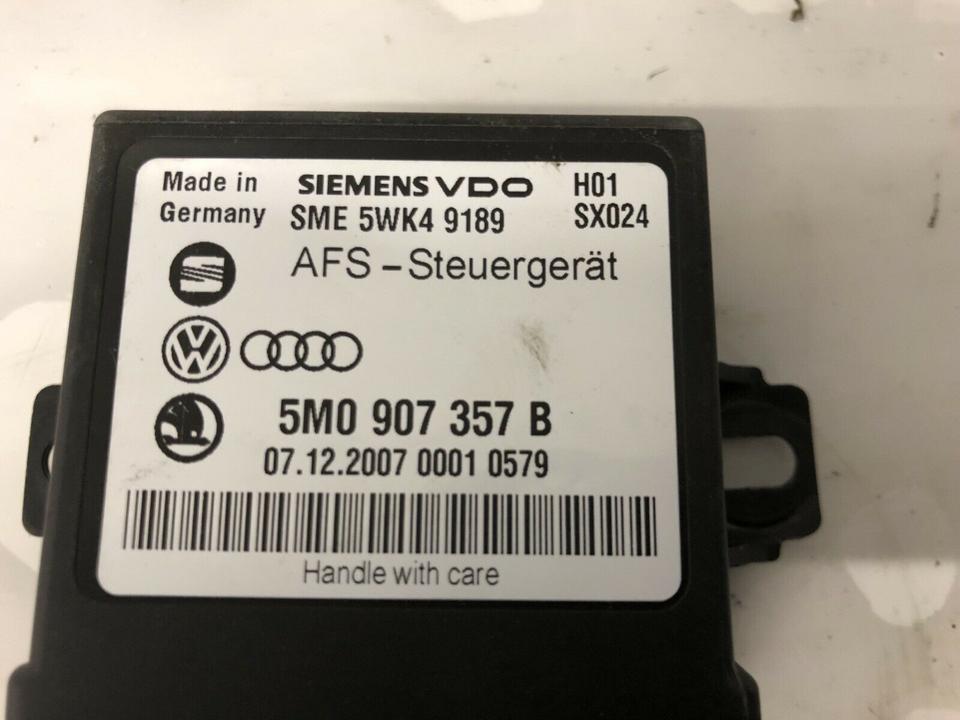 Made in
Germany
SIEMENS VDO
SME 5WK4 9189
H01
SX024
AFS – Steuergerät
5M0 907 357 B
07.12.2007 0001 0579
Handle with care